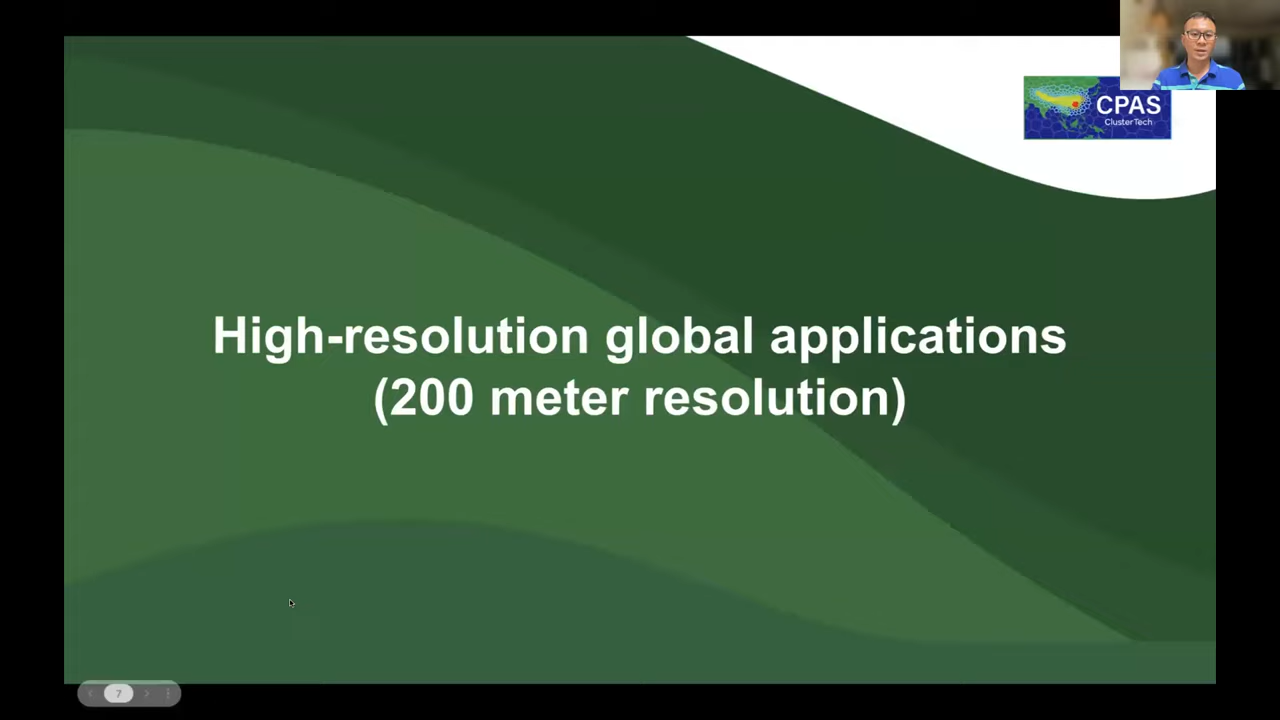 CPAS
ClusterTech
High-resolution global applications
(200 meter resolution)
7